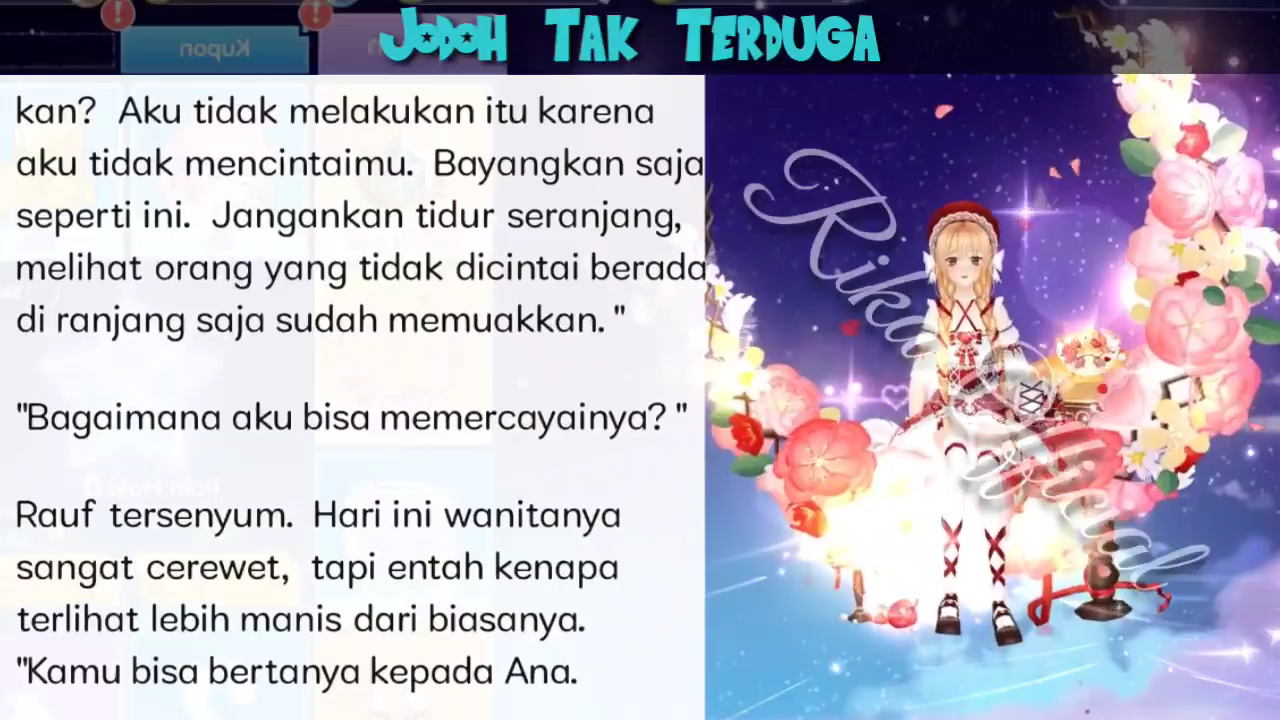 Jodoh Tak Terduga
Kupon
kan? Aku tidak melakukan itu karena
aku tidak mencintaimu. Bayangkan saja
seperti ini. Jangankan tidur seranjang,
melihat orang yang tidak dicintai berada
di ranjang saja sudah memuakkan. "
"Bagaimana aku bisa memercayainya? "
Rauf tersenyum. Hari ini wanitanya
sangat cerewet, tapi entah kenapa
terlihat lebih manis dari biasanya.
"Kamu bisa bertanya kepada Ana.
Rika Official